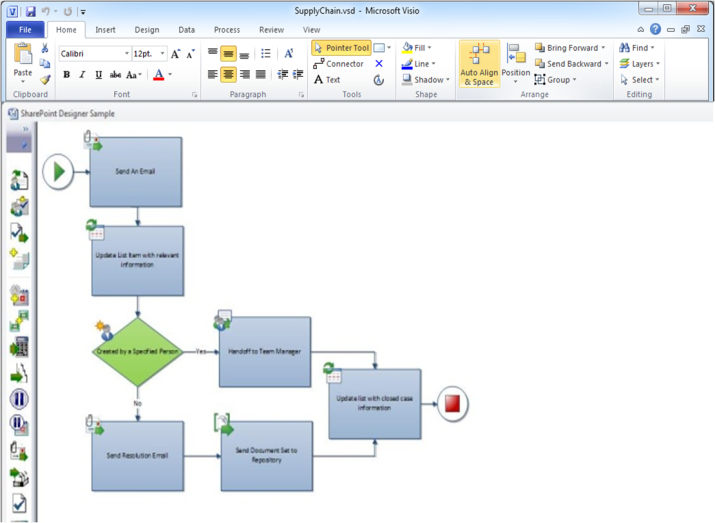 SupplyChain.vsd - Microsoft Visio
File Home Insert Design Data Process Review View
Calibri 12pt. A A
Pointer Tool
Fill
Bring Forward
Find
Paste
B I U abc Aa A
Connector
Line
Auto Align & Space
Position
Send Backward
Layers
A Text
Shadow
Group
Select
Clipboard Font Paragraph Tools Shape Arrange Editing
SharePoint Designer Sample
Send An Email
Update List Item with relevant
information
Created by a Specified Person
Yes
Handoff to Team Manager
Update list with closed case
information
No
Send Resolution Email
Send Document Set to
Repository